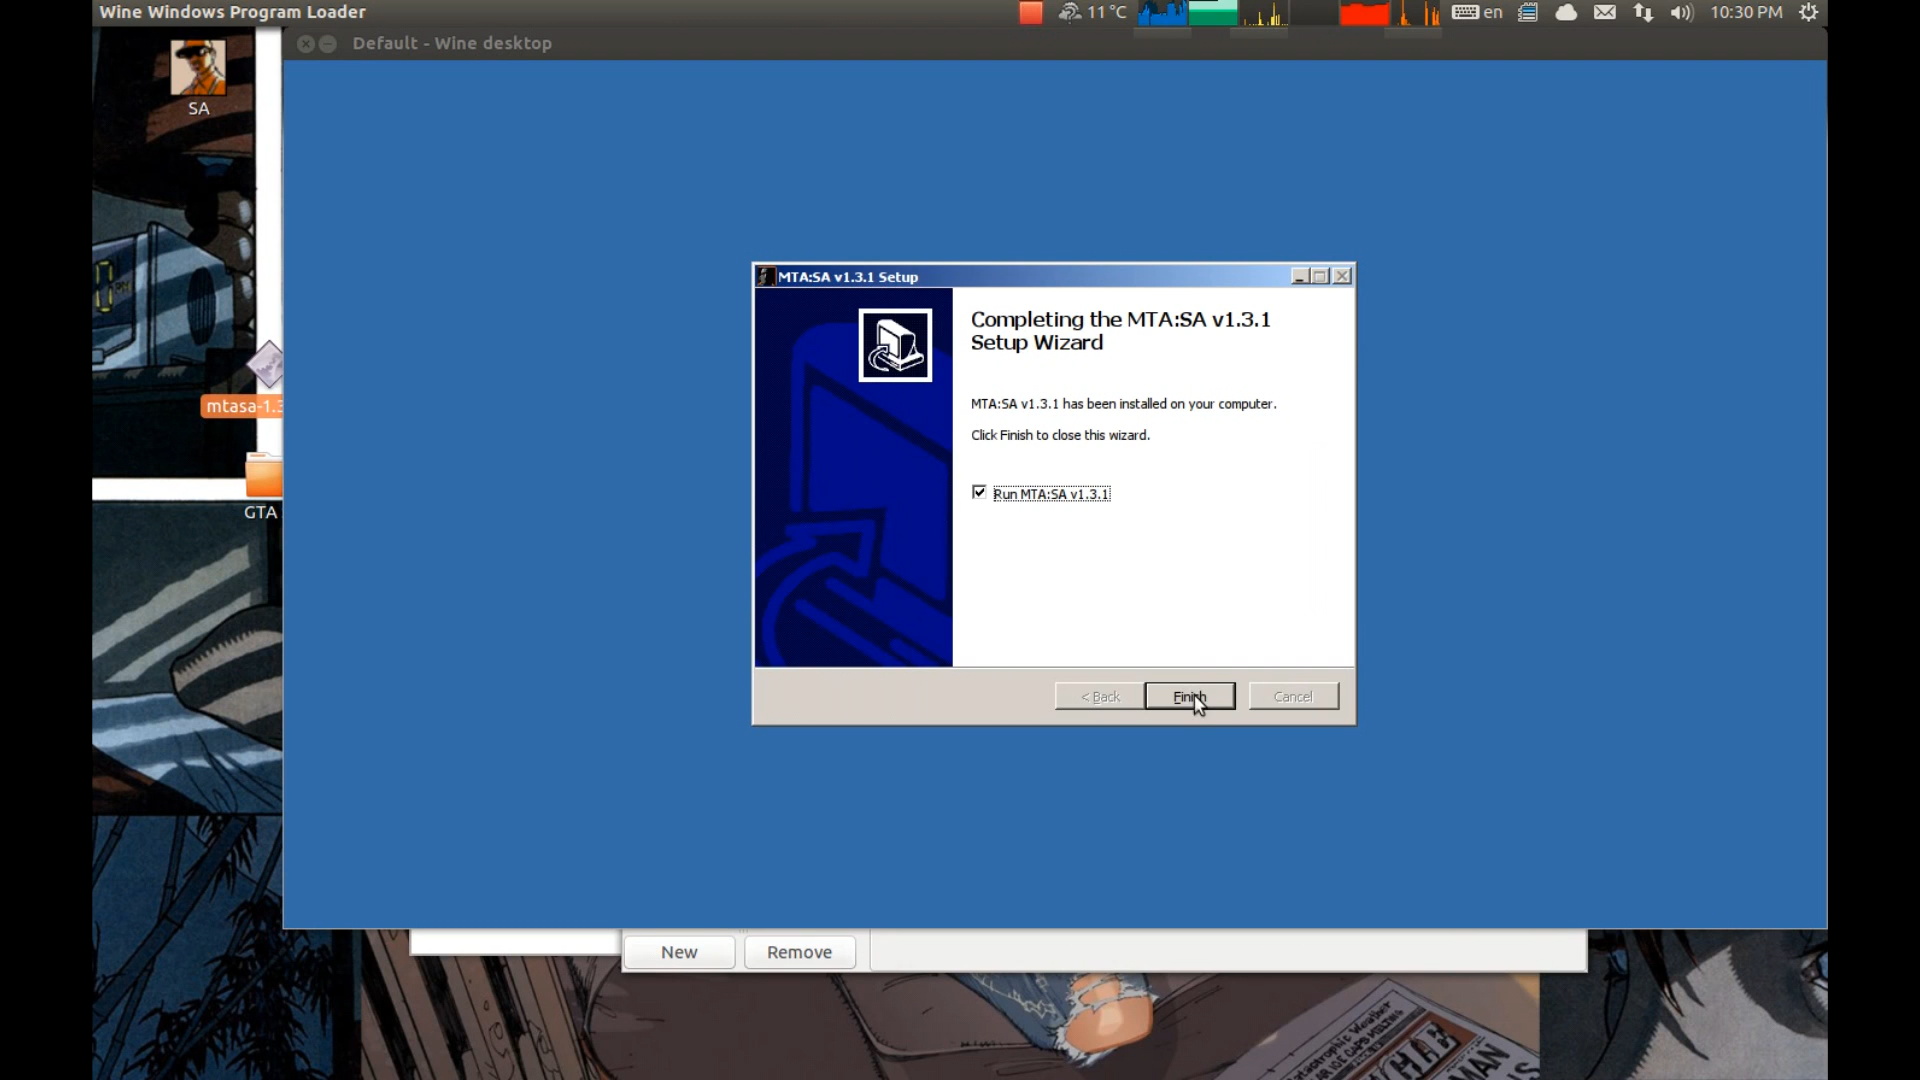 Wine Windows Program Loader
11 °C
en
10:30 PM
Default - Wine desktop
SA
mtasa-1.3
GTA
MTA:SA v1.3.1 Setup
Completing the MTA:SA v1.3.1
Setup Wizard
MTA:SA v1.3.1 has been installed on your computer.
Click Finish to close this wizard.
Run MTA:SA v1.3.1
< Back
Finish
Cancel
New
Remove